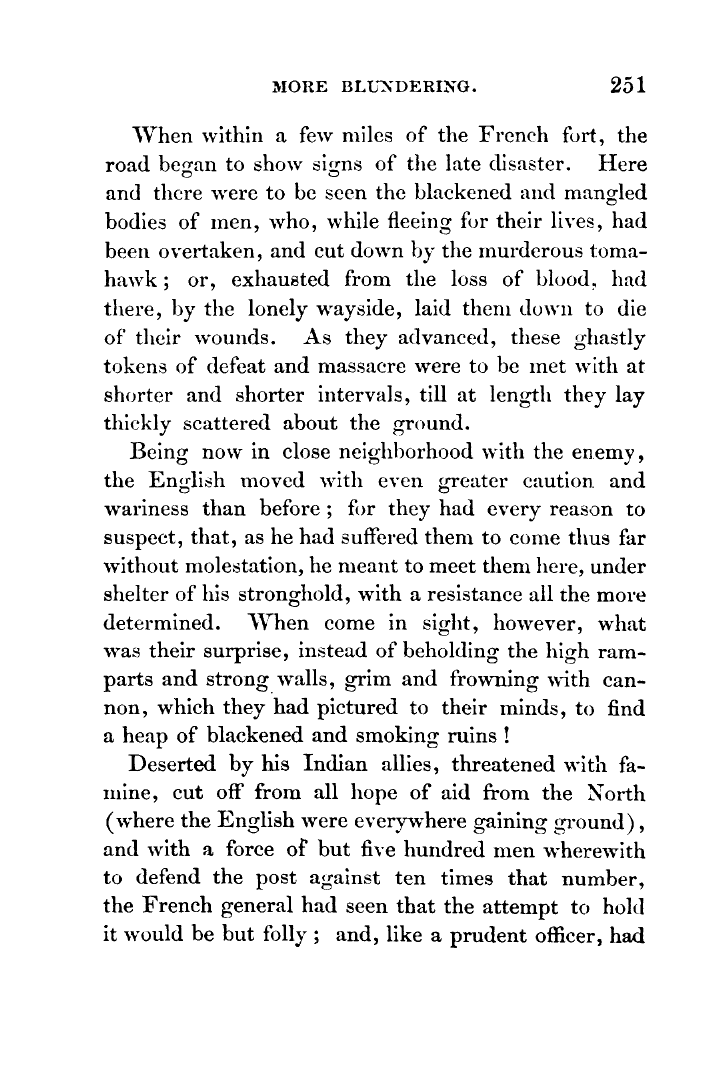 MORE BLUNDERING. 251
When within a few miles of the French fort, the
road began to show signs of the late disaster. Here
and there were to be seen the blackened and mangled
bodies of men, who, while fleeing for their lives, had
been overtaken, and cut down by the murderous toma-
hawk ; or, exhausted from the loss of blood, had
there, by the lonely wayside, laid them down to die
of their wounds. As they advanced, these ghastly
tokens of defeat and massacre were to be met with at
shorter and shorter intervals, till at length they lay
thickly scattered about the ground.
Being now in close neighborhood with the enemy,
the English moved with even greater caution and
wariness than before ; for they had every reason to
suspect, that, as he had suffered them to come thus far
without molestation, he meant to meet them here, under
shelter of his stronghold, with a resistance all the more
determined. When come in sight, however, what
was their surprise, instead of beholding the high ram-
parts and strong walls, grim and frowning with can-
non, which they had pictured to their minds, to find
a heap of blackened and smoking ruins !
Deserted by his Indian allies, threatened with fa-
mine, cut off from all hope of aid from the North
(where the English were everywhere gaining ground),
and with a force of but five hundred men wherewith
to defend the post against ten times that number,
the French general had seen that the attempt to hold
it would be but folly ; and, like a prudent officer, had